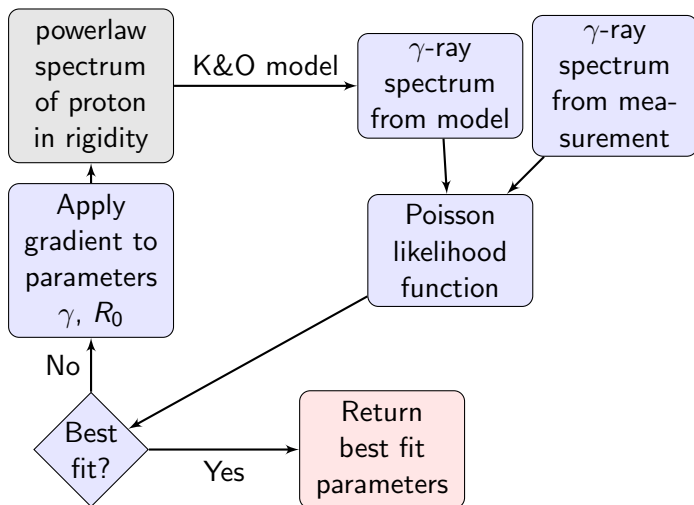 powerlaw
spectrum
of proton
in rigidity
K&O model
γ-ray
spectrum
from model
γ-ray
spectrum
from mea-
surement
Apply
gradient to
parameters
γ, R₀
Poisson
likelihood
function
No
Best
fit?
Yes
Return
best fit
parameters